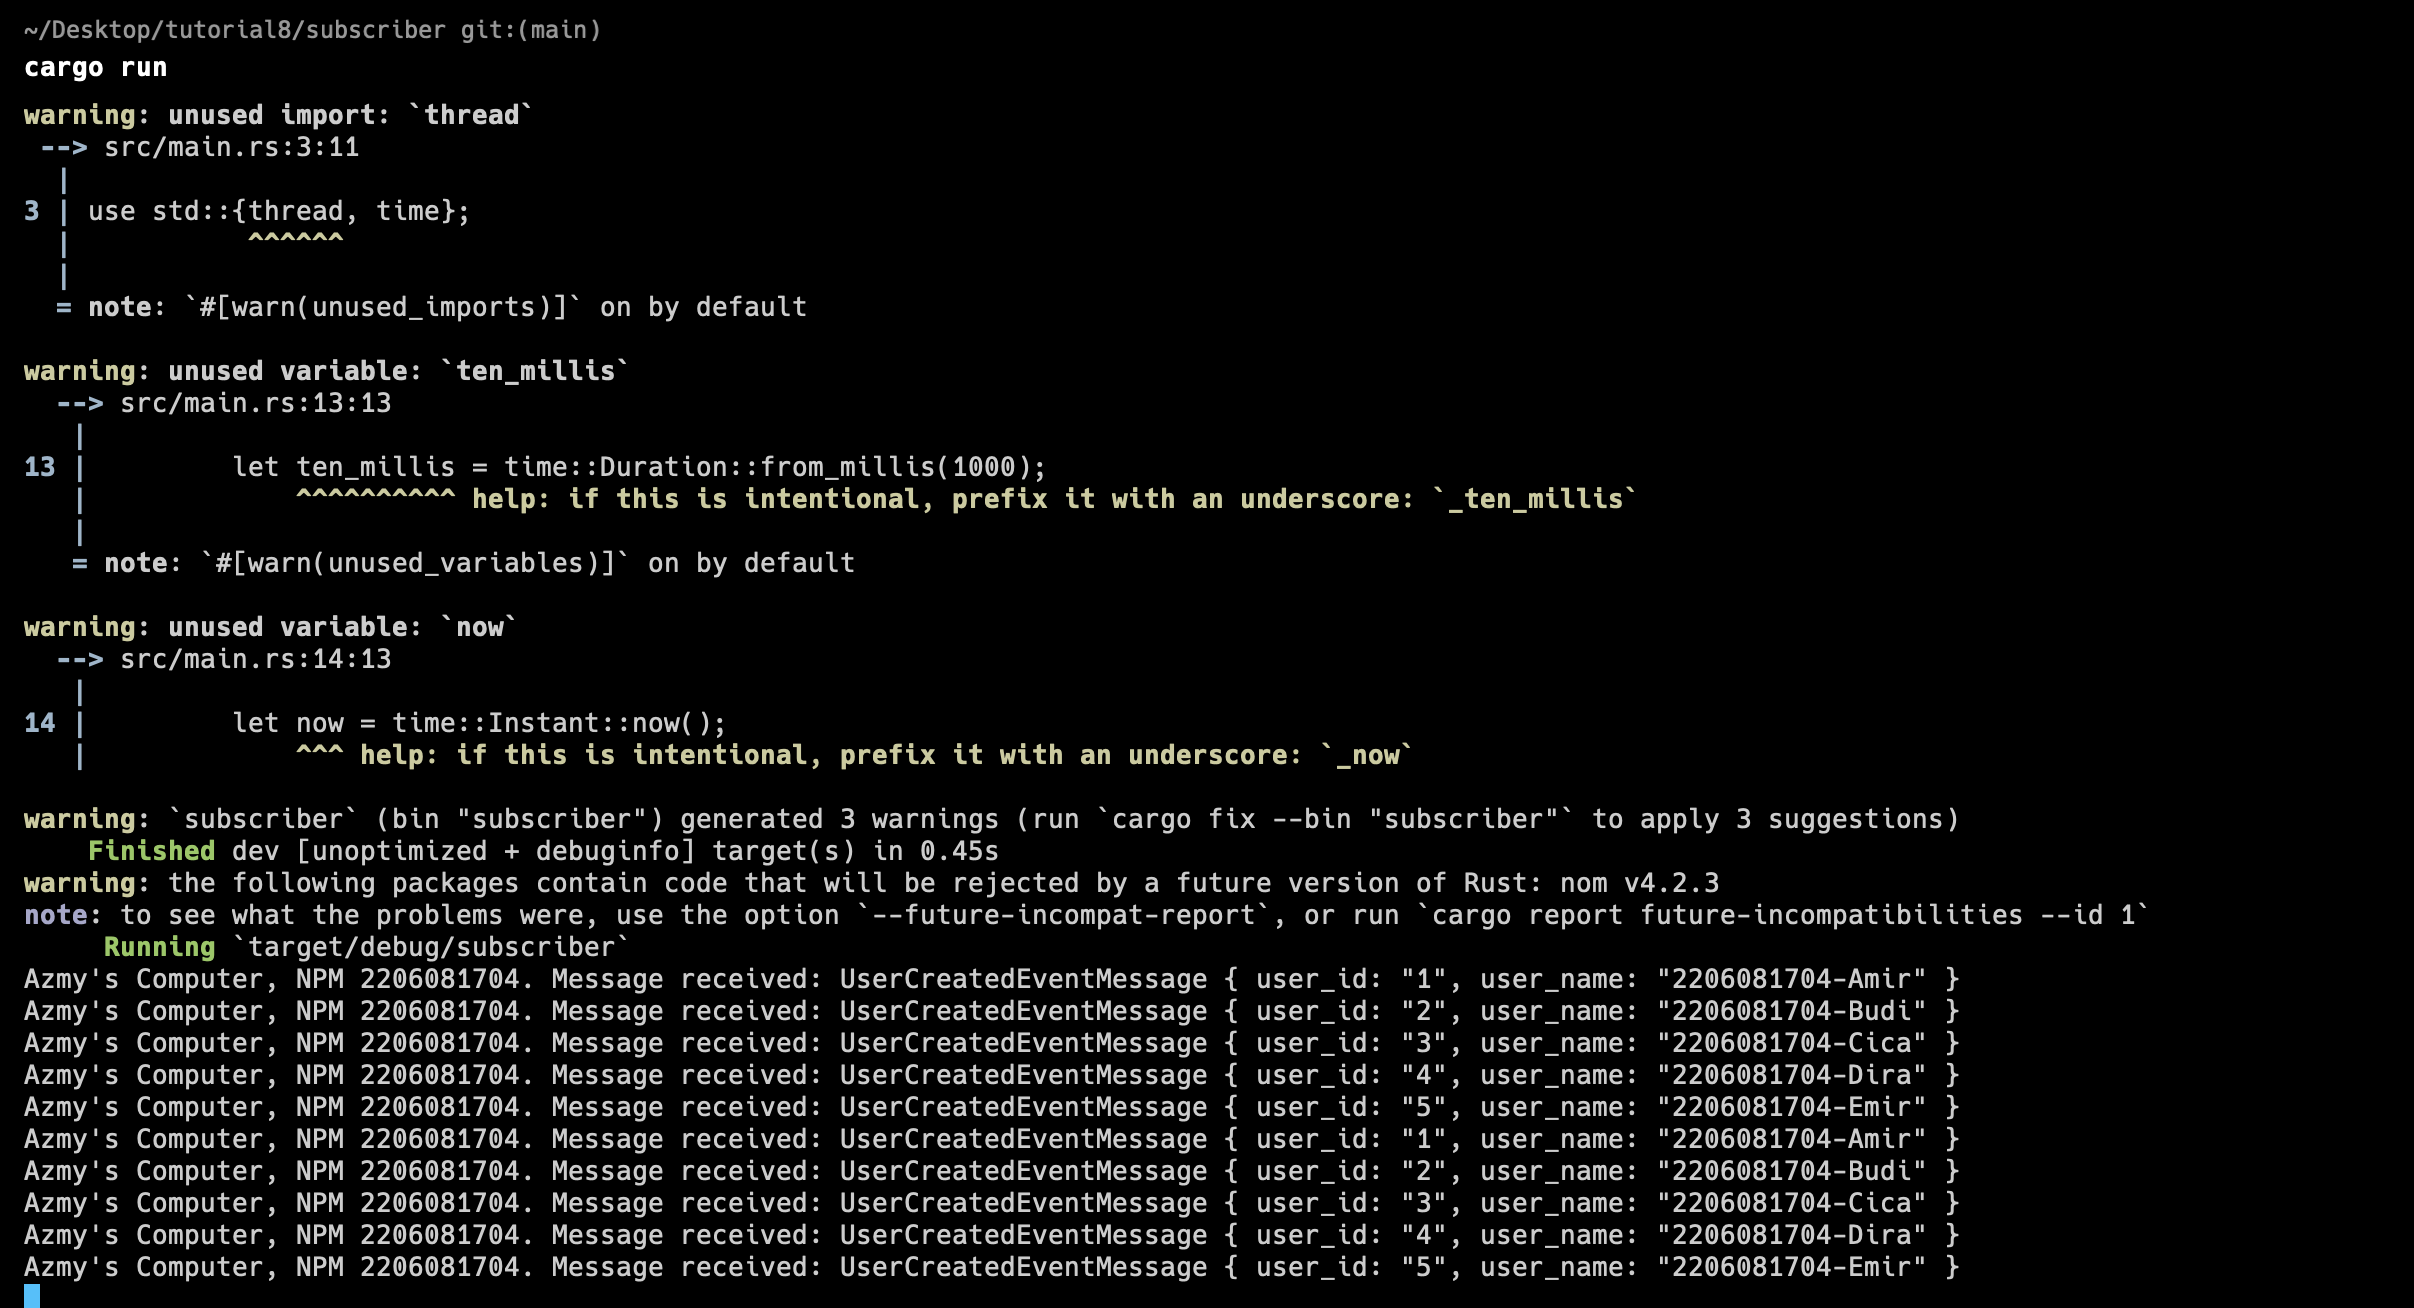 ~/Desktop/tutorial8/subscriber git:(main)
cargo run
warning: unused import: `thread`
 --> src/main.rs:3:11
  |
3 | use std::{thread, time};
  |           ^^^^^^
  |
  = note: `#[warn(unused_imports)]` on by default

warning: unused variable: `ten_millis`
  --> src/main.rs:13:13
   |
13 |         let ten_millis = time::Duration::from_millis(1000);
   |             ^^^^^^^^^^ help: if this is intentional, prefix it with an underscore: `_ten_millis`
   |
   = note: `#[warn(unused_variables)]` on by default

warning: unused variable: `now`
  --> src/main.rs:14:13
   |
14 |         let now = time::Instant::now();
   |             ^^^ help: if this is intentional, prefix it with an underscore: `_now`

warning: `subscriber` (bin "subscriber") generated 3 warnings (run `cargo fix --bin "subscriber"` to apply 3 suggestions)
    Finished dev [unoptimized + debuginfo] target(s) in 0.45s
warning: the following packages contain code that will be rejected by a future version of Rust: nom v4.2.3
note: to see what the problems were, use the option `--future-incompat-report`, or run `cargo report future-incompatibilities --id 1`
     Running `target/debug/subscriber`
Azmy's Computer, NPM 2206081704. Message received: UserCreatedEventMessage { user_id: "1", user_name: "2206081704-Amir" }
Azmy's Computer, NPM 2206081704. Message received: UserCreatedEventMessage { user_id: "2", user_name: "2206081704-Budi" }
Azmy's Computer, NPM 2206081704. Message received: UserCreatedEventMessage { user_id: "3", user_name: "2206081704-Cica" }
Azmy's Computer, NPM 2206081704. Message received: UserCreatedEventMessage { user_id: "4", user_name: "2206081704-Dira" }
Azmy's Computer, NPM 2206081704. Message received: UserCreatedEventMessage { user_id: "5", user_name: "2206081704-Emir" }
Azmy's Computer, NPM 2206081704. Message received: UserCreatedEventMessage { user_id: "1", user_name: "2206081704-Amir" }
Azmy's Computer, NPM 2206081704. Message received: UserCreatedEventMessage { user_id: "2", user_name: "2206081704-Budi" }
Azmy's Computer, NPM 2206081704. Message received: UserCreatedEventMessage { user_id: "3", user_name: "2206081704-Cica" }
Azmy's Computer, NPM 2206081704. Message received: UserCreatedEventMessage { user_id: "4", user_name: "2206081704-Dira" }
Azmy's Computer, NPM 2206081704. Message received: UserCreatedEventMessage { user_id: "5", user_name: "2206081704-Emir" }